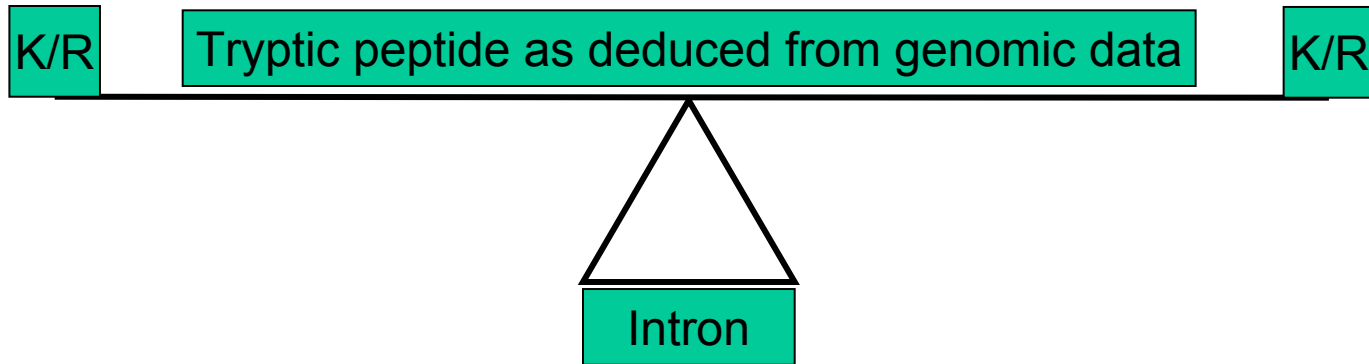 K/R
Tryptic peptide as deduced from genomic data
K/R
Intron